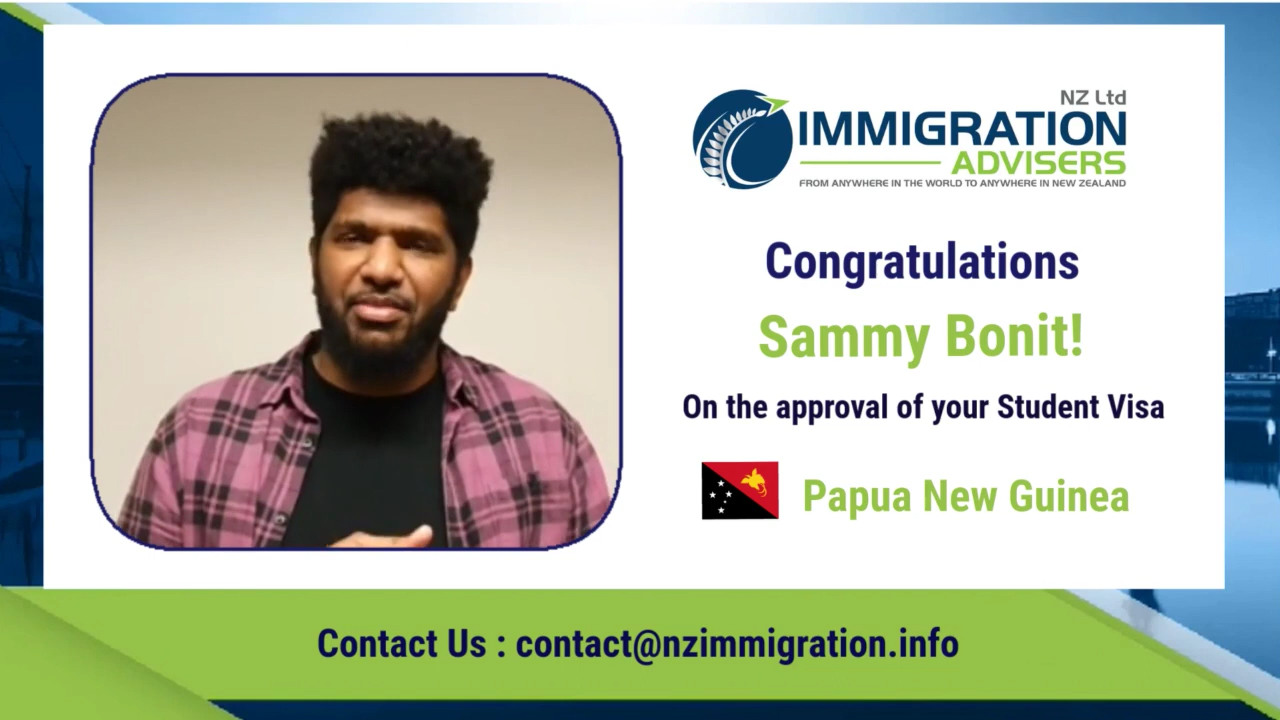 NZ Ltd
IMMIGRATION
ADVISERS
FROM ANYWHERE IN THE WORLD TO ANYWHERE IN NEW ZEALAND
Congratulations
Sammy Bonit!
On the approval of your Student Visa
Papua New Guinea
Contact Us : contact@nzimmigration.info